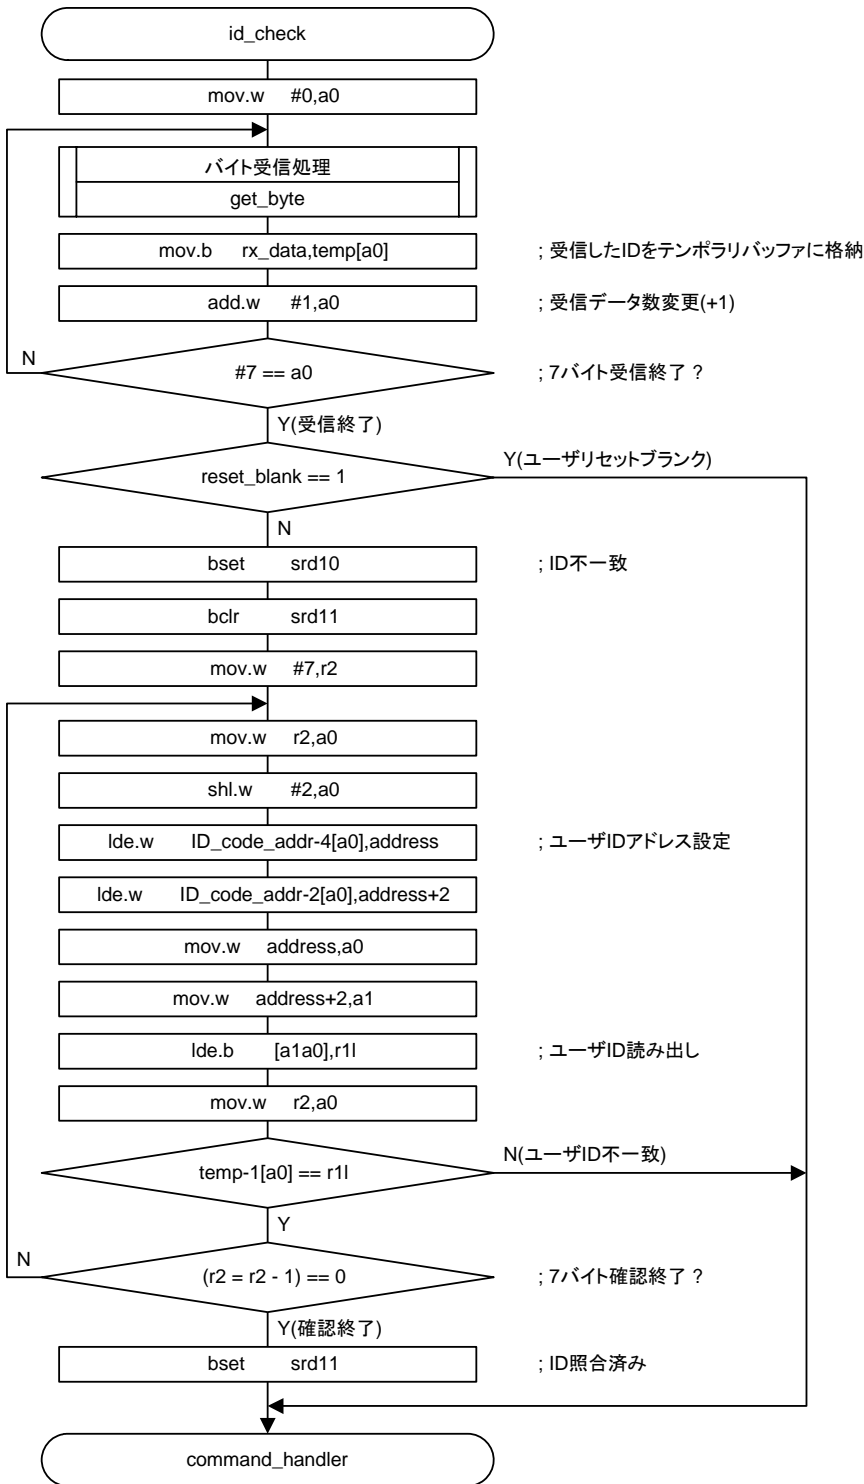 id_check
mov.w #0,a0
バイト受信処理
get_byte
mov.b rx_data,temp[a0] ; 受信したIDをテンポラリバッファに格納
add.w #1,a0 ; 受信データ数変更(+1)
N
#7 == a0 ; 7バイト受信終了？
Y(受信終了)
Y(ユーザリセットブランク)
reset_blank == 1
N
bset srd10 ; ID不一致
bclr srd11
mov.w #7,r2
mov.w r2,a0
shl.w #2,a0
lde.w ID_code_addr-4[a0],address ; ユーザIDアドレス設定
lde.w ID_code_addr-2[a0],address+2
mov.w address,a0
mov.w address+2,a1
lde.b [a1a0],r1l ; ユーザID読み出し
mov.w r2,a0
N(ユーザID不一致)
temp-1[a0] == r1l
Y
N
(r2 = r2 - 1) == 0 ; 7バイト確認終了？
Y(確認終了)
bset srd11 ; ID照合済み
command_handler